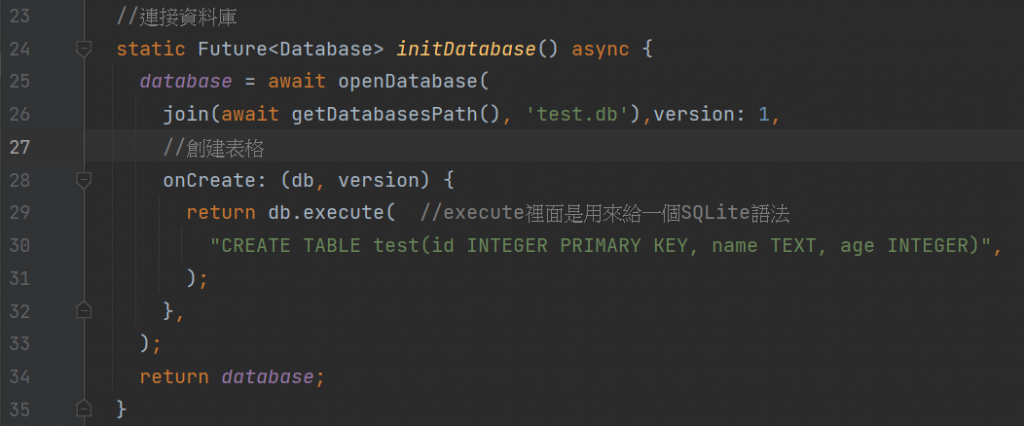 23 //連接資料庫
24 static Future<Database> initDatabase() async {
25 database = await openDatabase(
26 join(await getDatabasesPath(), 'test.db'),version: 1,
27 //創建表格
28 onCreate: (db, version) {
29 return db.execute( //execute裡面是用來給一個SQLite語法
30 "CREATE TABLE test(id INTEGER PRIMARY KEY, name TEXT, age INTEGER)",
31 );
32 },
33 );
34 return database;
35 }